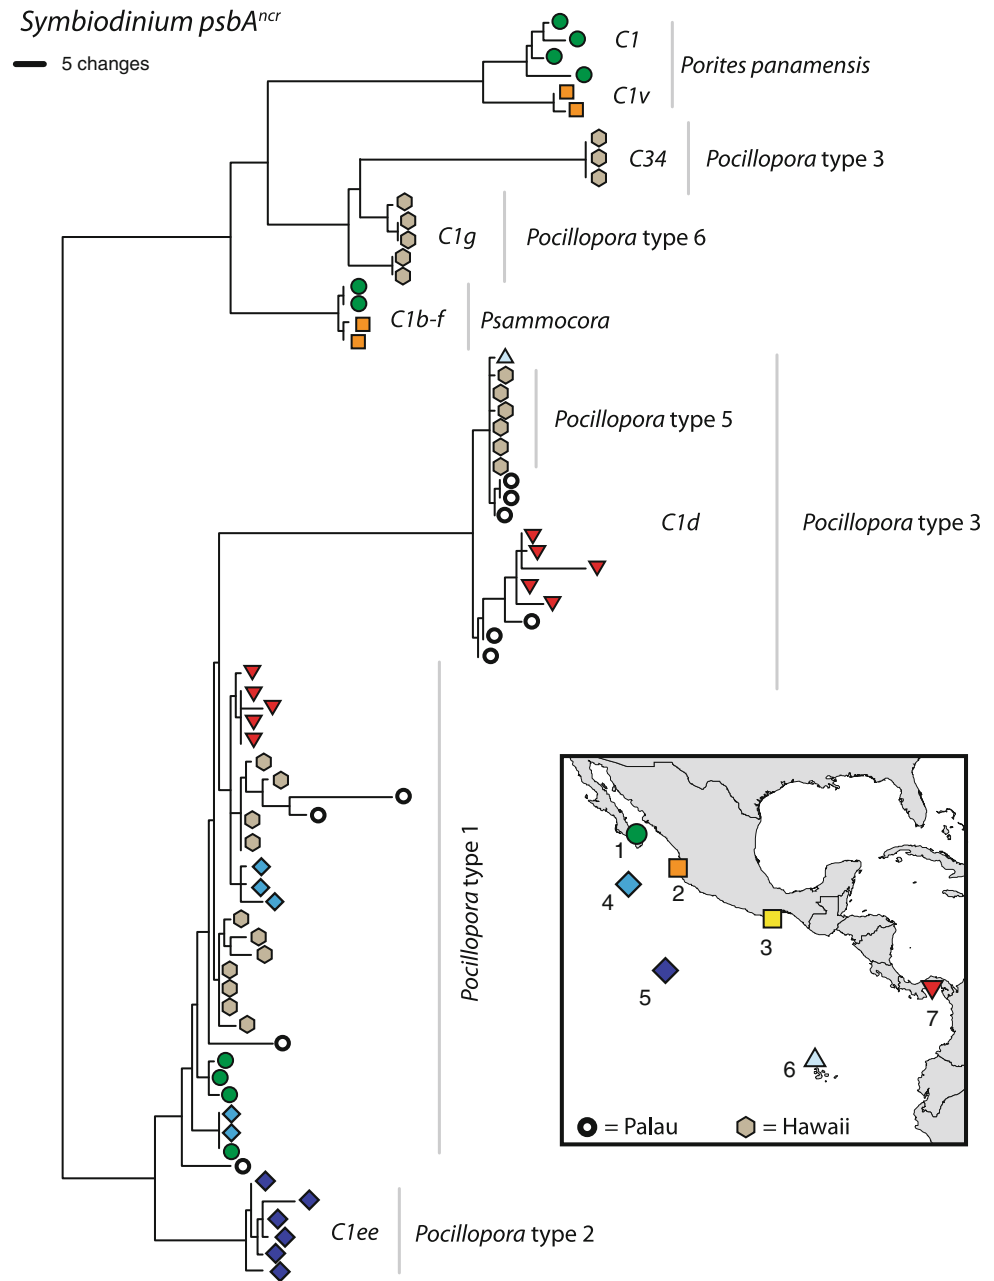 Symbiodinium psbAⁿᶜʳ
5 changes
C1
Porites panamensis
C1v
C34
Pocillopora type 3
C1g
Pocillopora type 6
C1b-f
Psammocora
Pocillopora type 5
C1d
Pocillopora type 3
Pocillopora type 1
1
2
4
3
5
7
6
= Palau
= Hawaii
C1ee
Pocillopora type 2